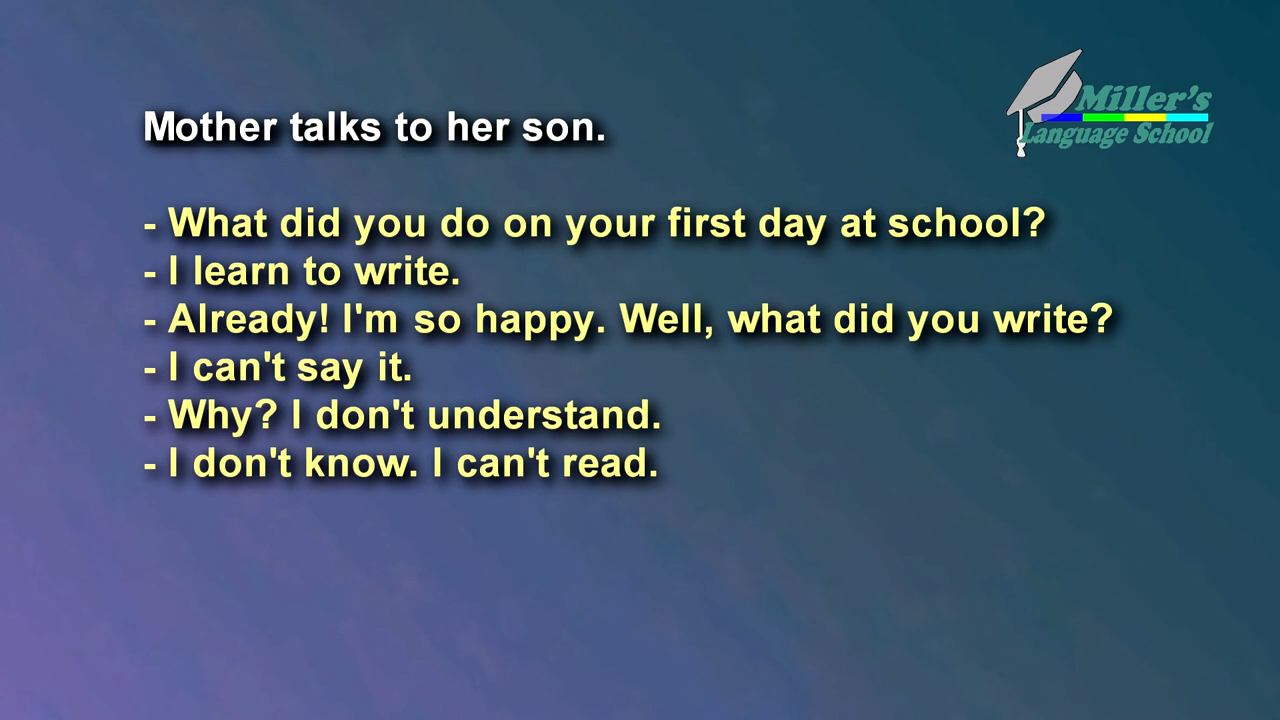 Miller's
Language School
Mother talks to her son.
- What did you do on your first day at school?
- I learn to write.
- Already! I'm so happy. Well, what did you write?
- I can't say it.
- Why? I don't understand.
- I don't know. I can't read.